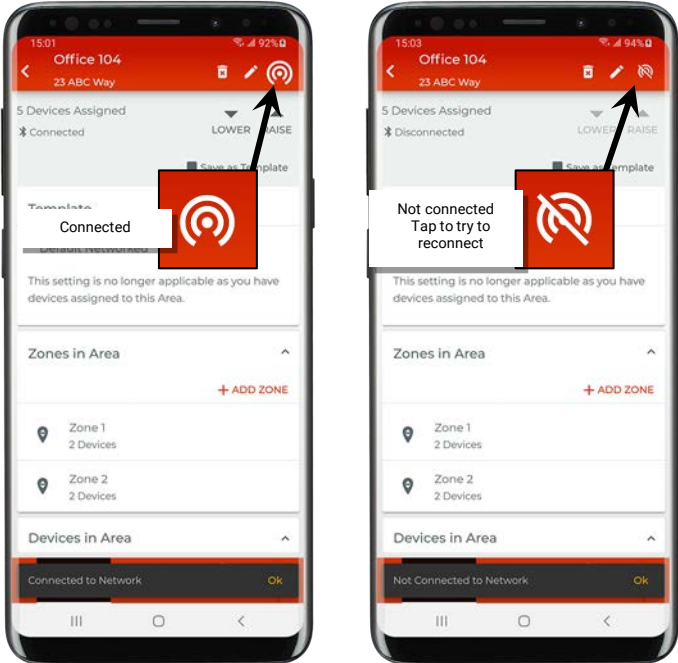 15:01 92%
Office 104
23 ABC Way
5 Devices Assigned
Connected
LOWER RAISE
Save as Template
Template
Connected
Default Networked
This setting is no longer applicable as you have
devices assigned to this Area.
Zones in Area
+ ADD ZONE
Zone 1
2 Devices
Zone 2
2 Devices
Devices in Area
Connected to Network Ok
15:03 94%
Office 104
23 ABC Way
5 Devices Assigned
Disconnected
LOWER RAISE
Save as Template
Not connected
Tap to try to
reconnect
This setting is no longer applicable as you have
devices assigned to this Area.
Zones in Area
+ ADD ZONE
Zone 1
2 Devices
Zone 2
2 Devices
Devices in Area
Not Connected to Network Ok